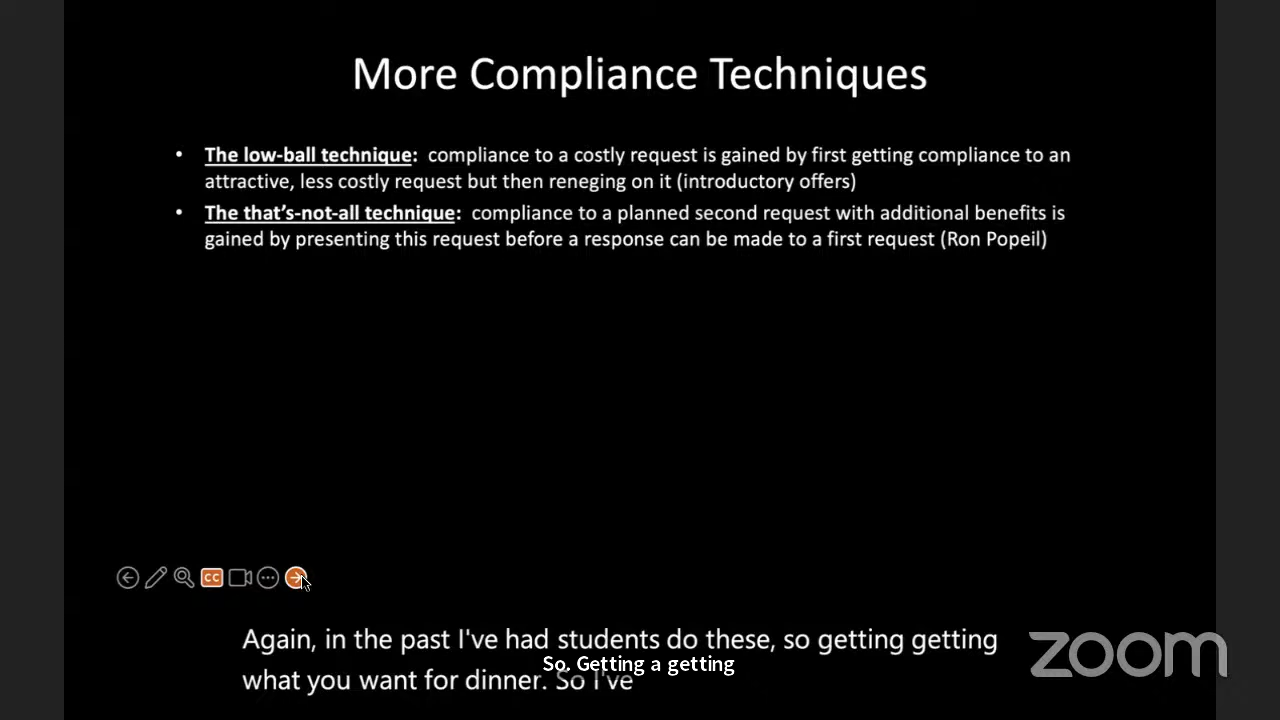 More Compliance Techniques
• The low-ball technique: compliance to a costly request is gained by first getting compliance to an
attractive, less costly request but then reneging on it (introductory offers)
• The that’s-not-all technique: compliance to a planned second request with additional benefits is
gained by presenting this request before a response can be made to a first request (Ron Popeil)
CC
Again, in the past I've had students do these, so getting getting
So. Getting a getting
what you want for dinner. So I've
zoom